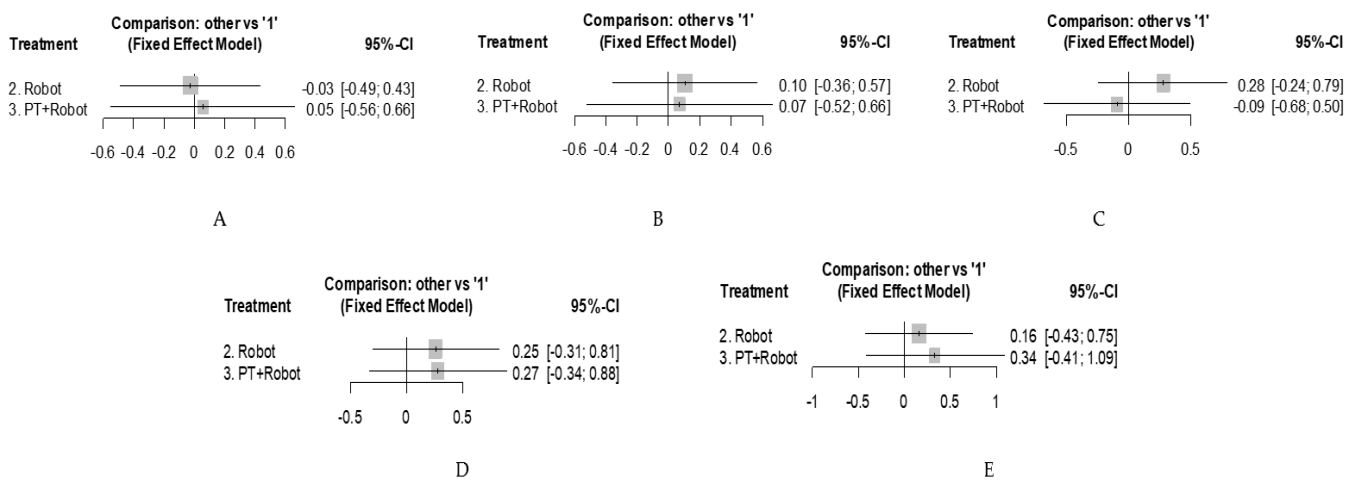 Comparison: other vs '1'
Treatment (Fixed Effect Model) 95%-CI
2. Robot -0.03 [-0.49; 0.43]
3. PT+Robot 0.05 [-0.56; 0.66]
-0.6 -0.4 -0.2 0 0.2 0.4 0.6
A
Comparison: other vs '1'
Treatment (Fixed Effect Model) 95%-CI
2. Robot 0.10 [-0.36; 0.57]
3. PT+Robot 0.07 [-0.52; 0.66]
-0.6 -0.4 -0.2 0 0.2 0.4 0.6
B
Comparison: other vs '1'
Treatment (Fixed Effect Model) 95%-CI
2. Robot 0.28 [-0.24; 0.79]
3. PT+Robot -0.09 [-0.68; 0.50]
-0.5 0 0.5
C
Comparison: other vs '1'
Treatment (Fixed Effect Model) 95%-CI
2. Robot 0.25 [-0.31; 0.81]
3. PT+Robot 0.27 [-0.34; 0.88]
-0.5 0 0.5
D
Comparison: other vs '1'
Treatment (Fixed Effect Model) 95%-CI
2. Robot 0.16 [-0.43; 0.75]
3. PT+Robot 0.34 [-0.41; 1.09]
-1 -0.5 0 0.5 1
E